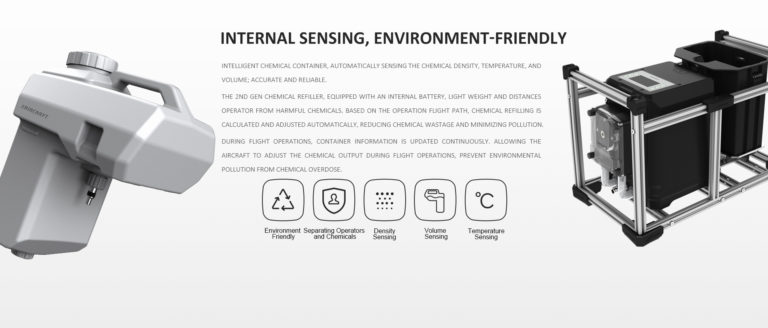 INTERNAL SENSING, ENVIRONMENT-FRIENDLY
INTELLIGENT CHEMICAL CONTAINER, AUTOMATICALLY SENSING THE CHEMICAL DENSITY, TEMPERATURE, AND
VOLUME; ACCURATE AND RELIABLE.
THE 2ND GEN CHEMICAL REFILLER, EQUIPPED WITH AN INTERNAL BATTERY, LIGHT WEIGHT AND DISTANCES
OPERATOR FROM HARMFUL CHEMICALS. BASED ON THE OPERATION FLIGHT PATH, CHEMICAL REFILLING IS
CALCULATED AND ADJUSTED AUTOMATICALLY, REDUCING CHEMICAL WASTAGE AND MINIMIZING POLLUTION.
DURING FLIGHT OPERATIONS, CONTAINER INFORMATION IS UPDATED CONTINUOUSLY. ALLOWING THE
AIRCRAFT TO ADJUST THE CHEMICAL OUTPUT DURING FLIGHT OPERATIONS; PREVENT ENVIRONMENTAL
POLLUTION FROM CHEMICAL OVERDOSE.
°C
Environment
Friendly
Separating Operators
and Chemicals
Density
Sensing
Volume
Sensing
Temperature
Sensing